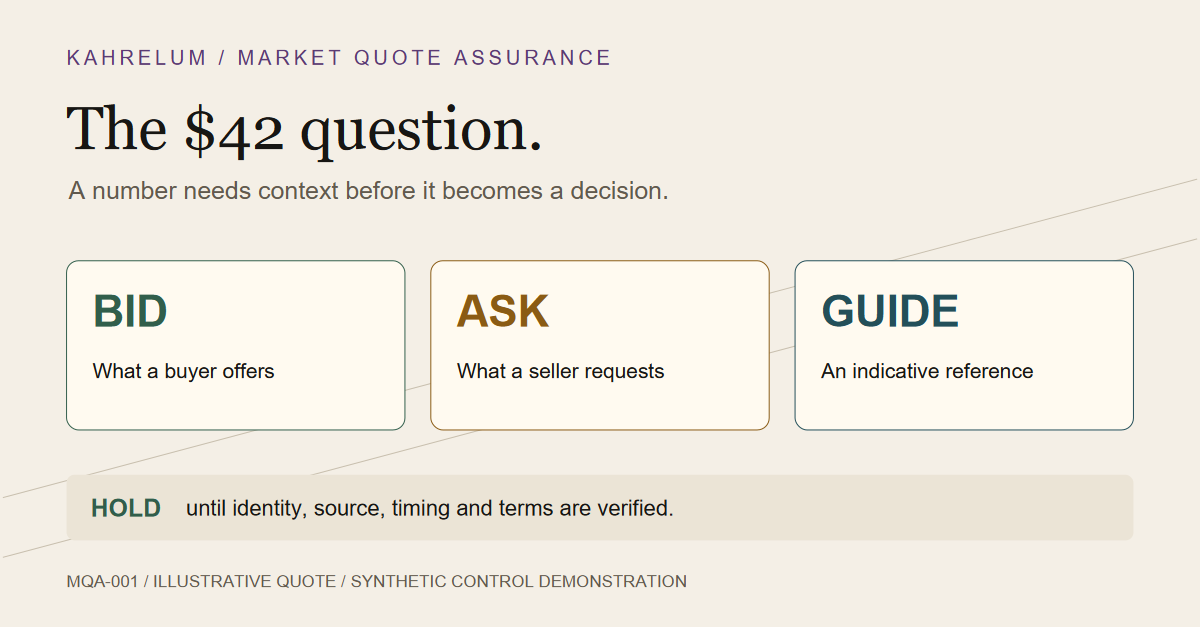 KAHRELUM / MARKET QUOTE ASSURANCE
The $42 question.
A number needs context before it becomes a decision.
BID
What a buyer offers
ASK
What a seller requests
GUIDE
An indicative reference
HOLD until identity, source, timing and terms are verified.
MQA-001 / ILLUSTRATIVE QUOTE / SYNTHETIC CONTROL DEMONSTRATION